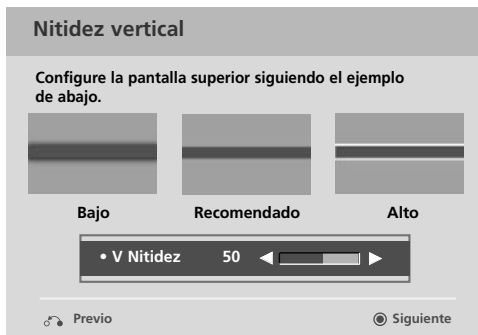 Nitidez vertical
Configure la pantalla superior siguiendo el ejemplo
de abajo.
Bajo Recomendado Alto
• V Nitidez 50
Previo Siguiente